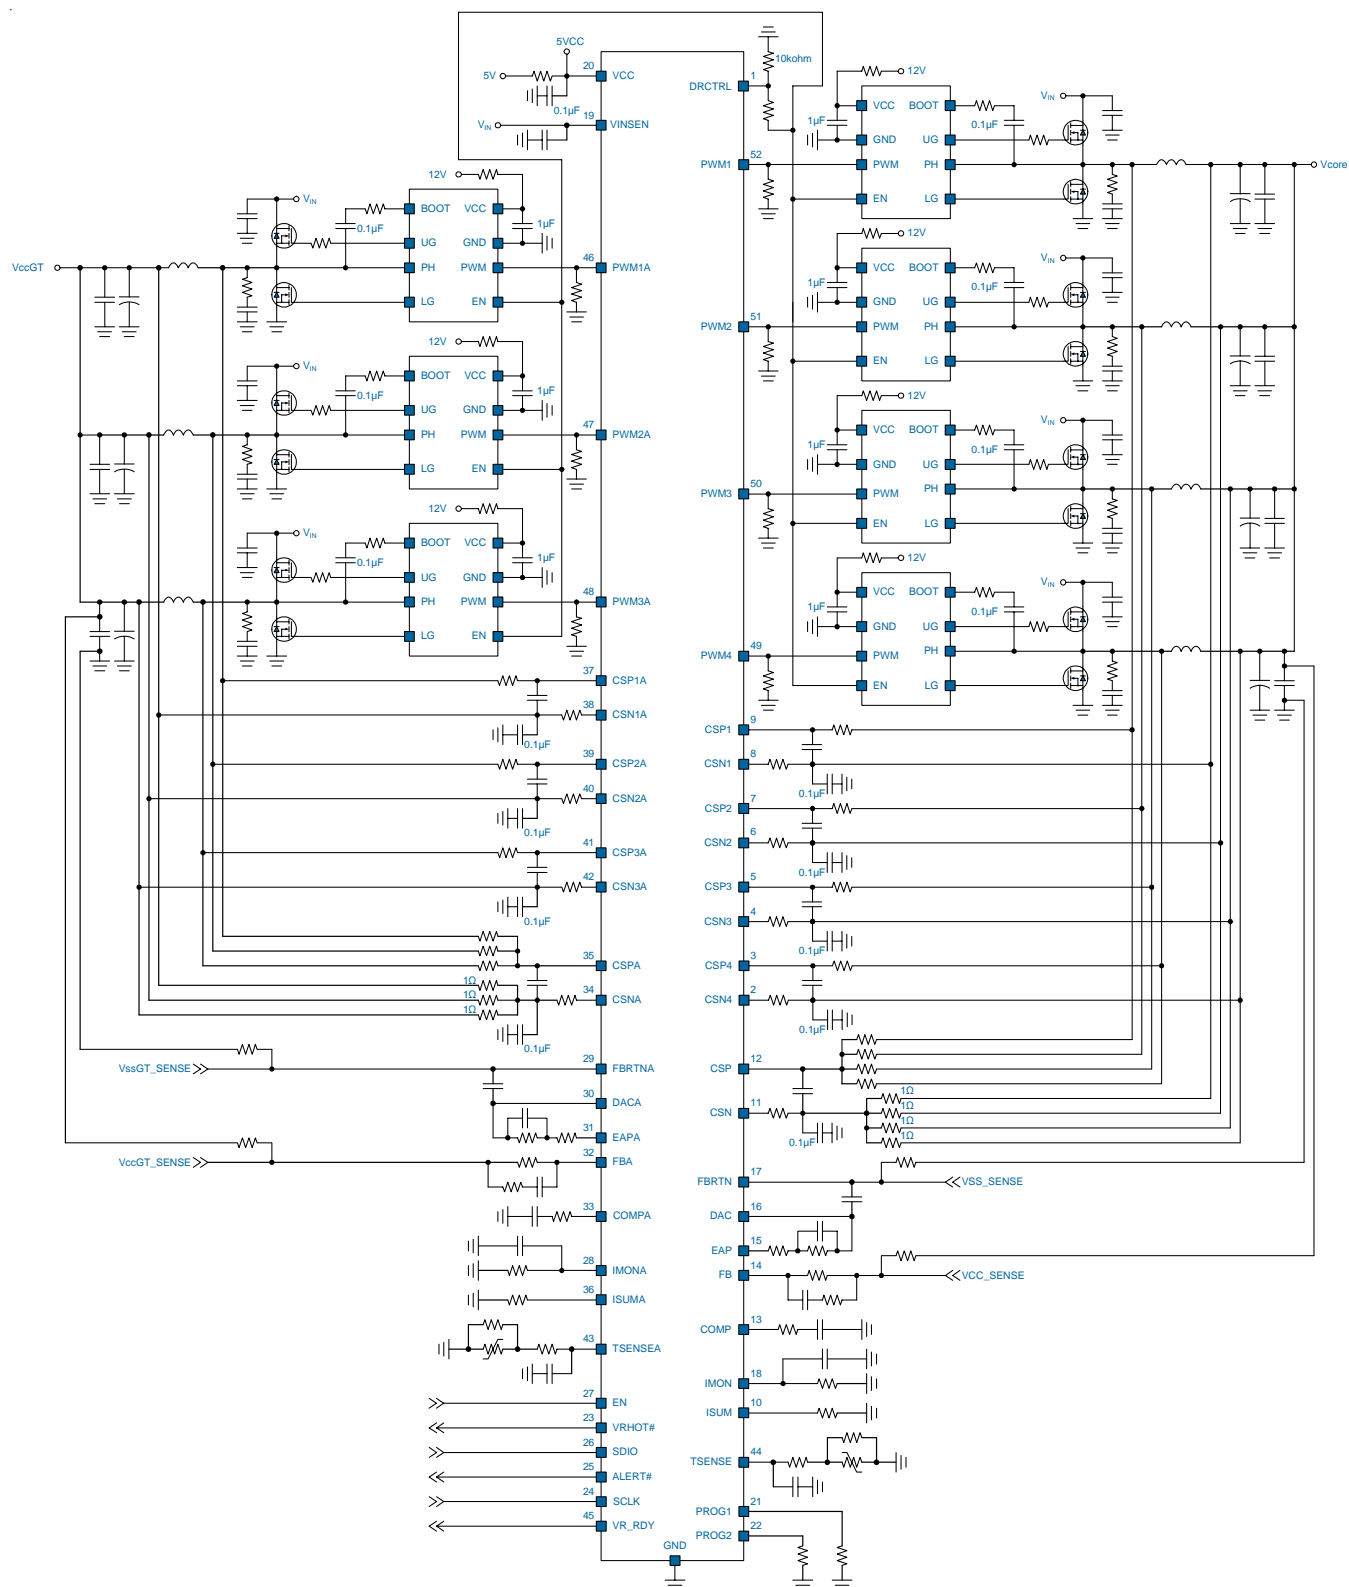 5VCC
5V
20
VCC
0.1µF
19
VIN
VINSEN
10kohm
1
DRCTRL
12V
VCC
BOOT
1µF
0.1µF
VIN
GND
UG
52
PWM1
PWM
PH
Vcore
EN
LG
12V
VCC
BOOT
1µF
0.1µF
VIN
GND
UG
51
PWM2
PWM
PH
EN
LG
12V
VCC
BOOT
1µF
0.1µF
VIN
GND
UG
50
PWM3
PWM
PH
EN
LG
12V
VCC
BOOT
1µF
0.1µF
VIN
GND
UG
49
PWM4
PWM
PH
EN
LG
12V
VIN
BOOT
VCC
0.1µF
1µF
UG
GND
46
VccGT
PH
PWM
PWM1A
LG
EN
12V
VIN
BOOT
VCC
0.1µF
1µF
UG
GND
47
PH
PWM
PWM2A
LG
EN
12V
VIN
BOOT
VCC
0.1µF
1µF
UG
GND
48
PH
PWM
PWM3A
LG
EN
37
CSP1A
38
CSN1A
0.1µF
39
CSP2A
40
CSN2A
0.1µF
41
CSP3A
42
CSN3A
0.1µF
35
CSPA
1Ω
1Ω
1Ω
34
CSNA
0.1µF
29
VssGT_SENSE
FBRTNA
30
DACA
31
EAPA
32
VccGT_SENSE
FBA
33
COMPA
28
IMONA
36
ISUMA
43
TSENSEA
27
EN
23
VRHOT#
26
SDIO
25
ALERT#
24
SCLK
45
VR_RDY
GND
9
CSP1
8
CSN1
0.1µF
7
CSP2
6
CSN2
0.1µF
5
CSP3
4
CSN3
0.1µF
3
CSP4
2
CSN4
0.1µF
12
CSP
11
CSN
0.1µF
1Ω
1Ω
1Ω
1Ω
17
FBRTN
VSS_SENSE
16
DAC
15
EAP
14
FB
VCC_SENSE
13
COMP
18
IMON
10
ISUM
44
TSENSE
21
PROG1
22
PROG2